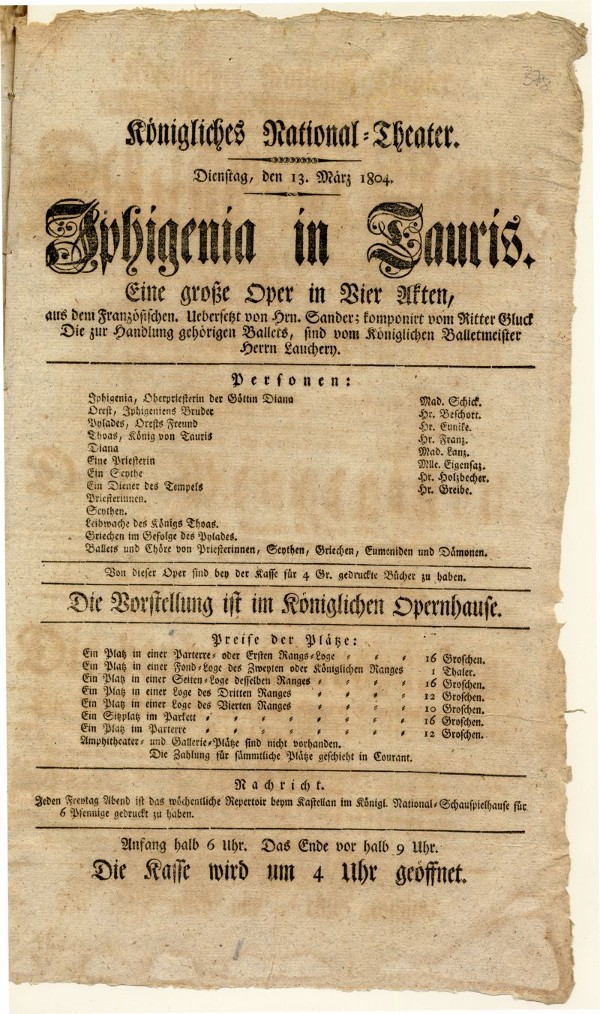 378
Königliches National-Theater.
Dienstag, den 13. März 1804.
Iphigenia in Tauris.
Eine große Oper in Vier Akten,
aus dem Französischen. Uebersetzt von Hrn. Sander; komponirt vom Ritter Gluck
Die zur Handlung gehörigen Ballets, sind vom Königlichen Balletmeister
Herrn Lauchery.
Personen:
Iphigenia, Oberpriesterin der Göttin Diana Mad. Schick.
Orest, Iphigeniens Bruder Hr. Beschort.
Pylades, Orests Freund Hr. Eunike.
Thoas, König von Tauris Hr. Franz.
Diana Mad. Lanz.
Eine Priesterin Mlle. Eigensaz.
Ein Scythe Hr. Holzbecher.
Ein Diener des Tempels Hr. Greibe.
Priesterinnen.
Scythen.
Leibwache des Königs Thoas.
Griechen im Gefolge des Pylades.
Ballets und Chöre von Priesterinnen, Scythen, Griechen, Eumeniden und Dämonen.
Von dieser Oper sind bey der Kasse für 4 Gr. gedruckte Bücher zu haben.
Die Vorstellung ist im Königlichen Opernhause.
Preise der Plätze:
Ein Platz in einer Parterre- oder Ersten Rangs-Loge 16 Groschen.
Ein Platz in einer Fond-Loge des Zweyten oder Königlichen Ranges 1 Thaler.
Ein Platz in einer Seiten-Loge desselben Ranges 16 Groschen.
Ein Platz in einer Loge des Dritten Ranges 12 Groschen.
Ein Platz in einer Loge des Vierten Ranges 10 Groschen.
Ein Sitzplatz im Parkett 16 Groschen.
Ein Platz im Parterre 12 Groschen.
Amphitheater- und Gallerie-Plätze sind nicht vorhanden.
Die Zahlung für sämmtliche Plätze geschieht in Courant.
Nachricht.
Jeden Freytag Abend ist das wöchentliche Repertoir beym Kastellan im Königl. National-Schauspielhause für
6 Pfennige gedruckt zu haben.
Anfang halb 6 Uhr. Das Ende vor halb 9 Uhr.
Die Kasse wird um 4 Uhr geöffnet.